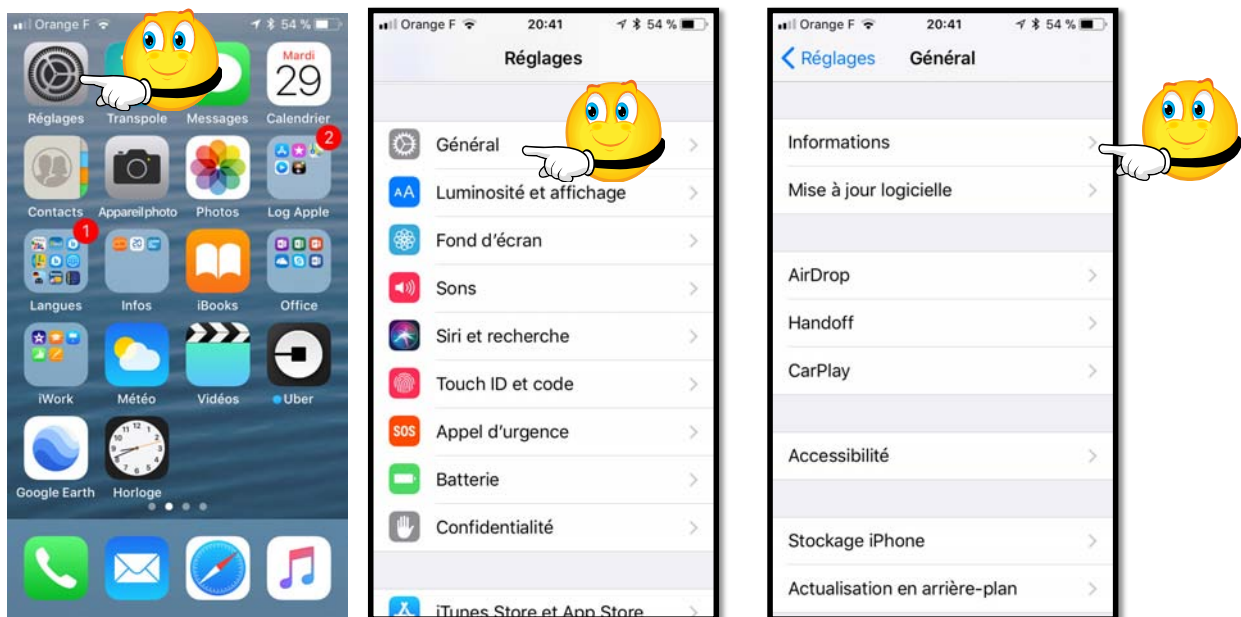 Orange F 54 %
Mardi
29
Réglages Transpole Messages Calendrier
2
Contacts Appareil photo Photos Log Apple
1
Langues Infos iBooks Office
iWork Météo Vidéos Uber
12
Google Earth Horloge
Orange F 20:41 54 %
Réglages
Général
AA Luminosité et affichage
Fond d'écran
Sons
Siri et recherche
Touch ID et code
SOS Appel d'urgence
Batterie
Confidentialité
iTunes Store et App Store
Orange F 20:41 54 %
Réglages Général
Informations
Mise à jour logicielle
AirDrop
Handoff
CarPlay
Accessibilité
Stockage iPhone
Actualisation en arrière-plan